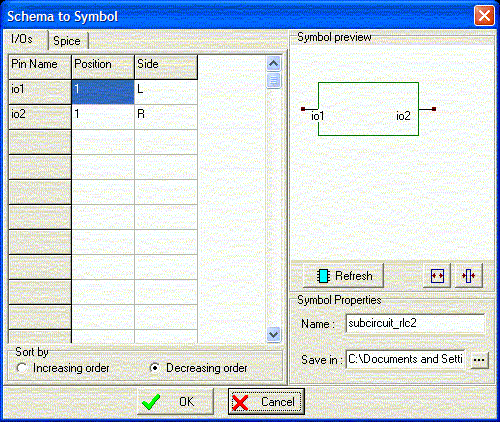 Schema to Symbol
I/Os Spice
Pin Name Position Side
io1 1 L
io2 1 R
Sort by
Increasing order Decreasing order
Symbol preview
io1 io2
Refresh
Symbol Properties
Name : subcircuit_rlc2
Save in : C:\Documents and Setti ...
OK Cancel